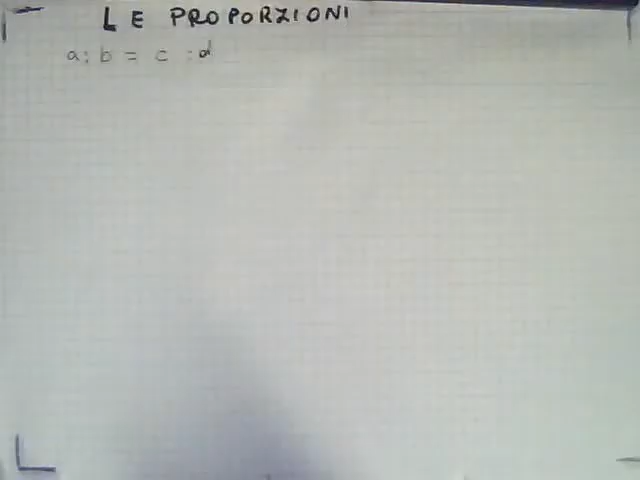 LE PROPORZIONI
a : b = c : d